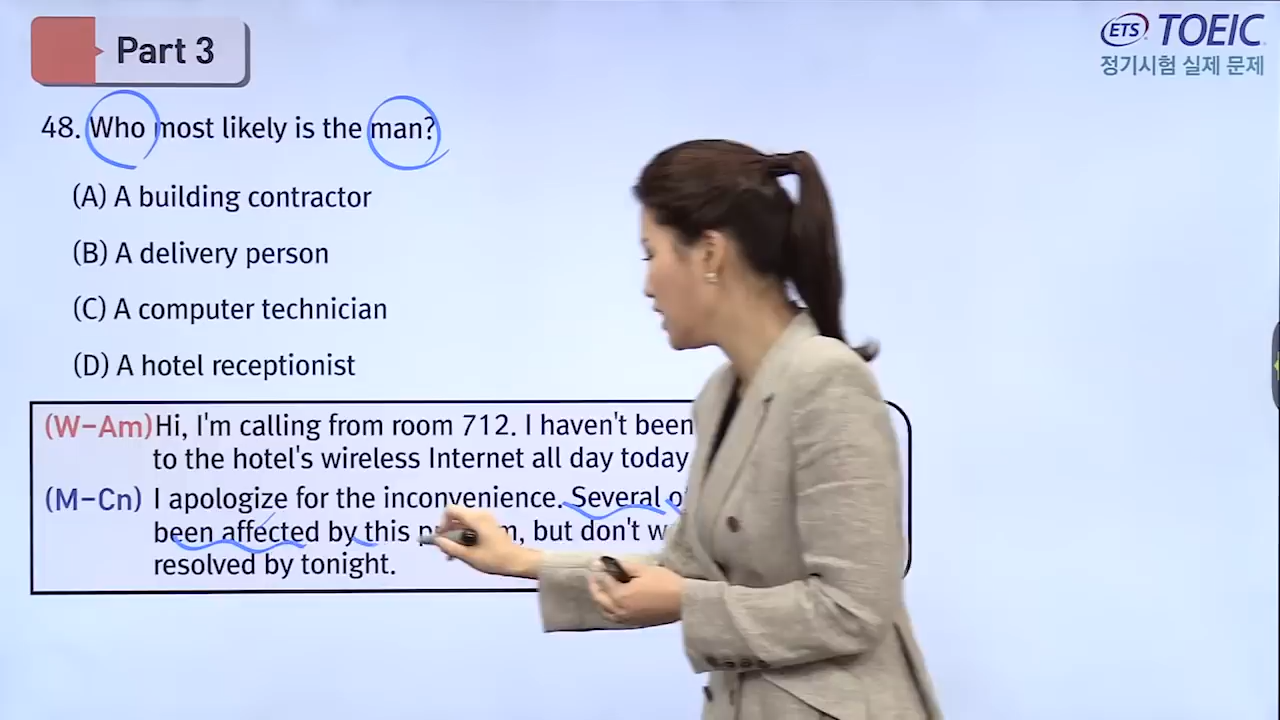 Part 3
ETS TOEIC
정기시험 실제 문제
48. Who most likely is the man?
(A) A building contractor
(B) A delivery person
(C) A computer technician
(D) A hotel receptionist
(W-Am) Hi, I'm calling from room 712. I haven't been
to the hotel's wireless Internet all day today
(M-Cn) I apologize for the inconvenience. Several
been affected by this but don't
resolved by tonight.